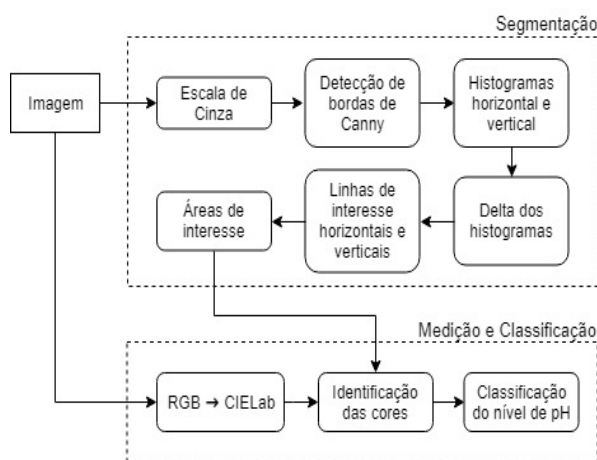 Segmentação
Imagem
Escala de
Cinza
Detecção de
bordas de
Canny
Histogramas
horizontal e
vertical
Áreas de
interesse
Linhas de
interesse
horizontais e
verticais
Delta dos
histogramas
Medição e Classificação
RGB → CIELab
Identificação
das cores
Classificação
do nível de pH